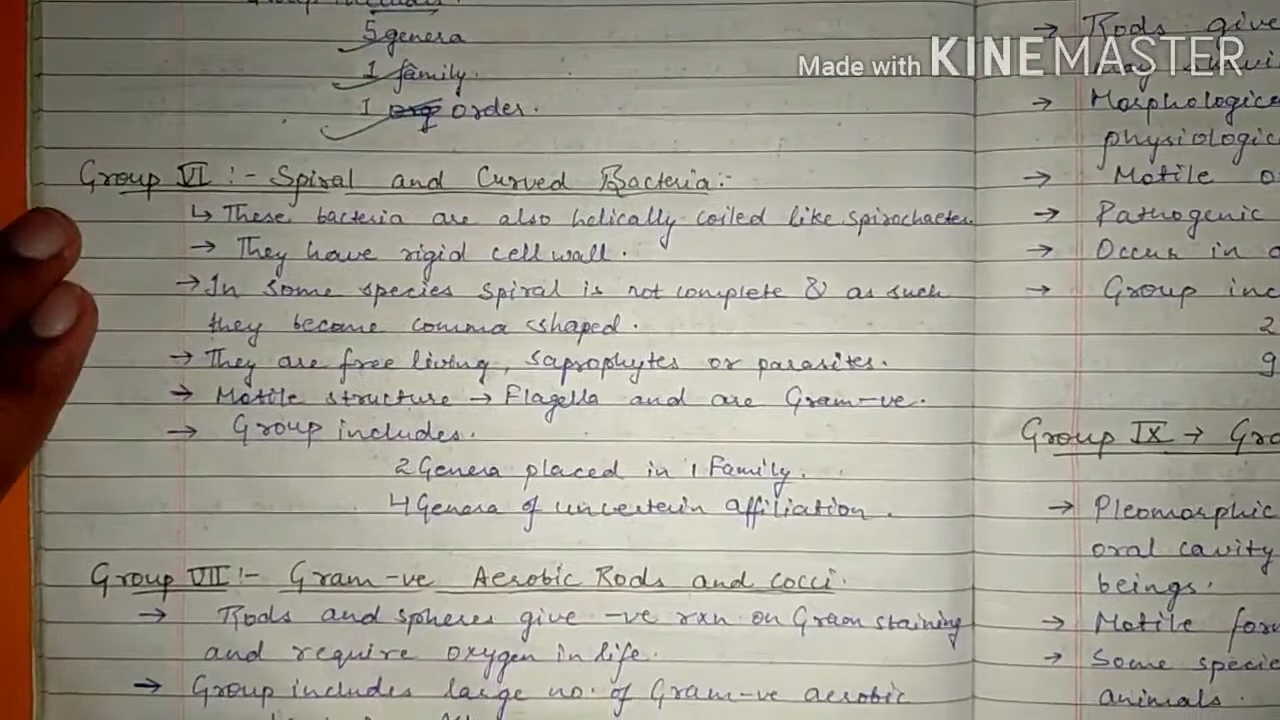 5 genera
1 family.
1 order.
Group VI :- Spiral and Curved Bacteria:-
↳ These bacteria are also helically coiled like spirochaetes.
→ They have rigid cell wall.
→ In some species spiral is not complete & as such
they become comma shaped.
→ They are free living, saprophytes or parasites.
→ Motile structure → Flagella and are Gram -ve.
→ Group includes.
2 Genera placed in 1 Family.
4 Genera of uncertain affiliation.
Group VII :- Gram -ve Aerobic Rods and Cocci.
→ Rods and spheres give -ve rxn on Gram staining
and require oxygen in life.
→ Group includes large no. of Gram -ve aerobic
→ Rods give
Made with KINEMASTER
→ Morphologica
physiologic
→ Motile o
→ Pathogenic
→ Occur in
→ Group inc
2
9
Group IX → Gra
→ Pleomorphic
oral cavity
beings.
→ Motile for
→ Some specie
animals.